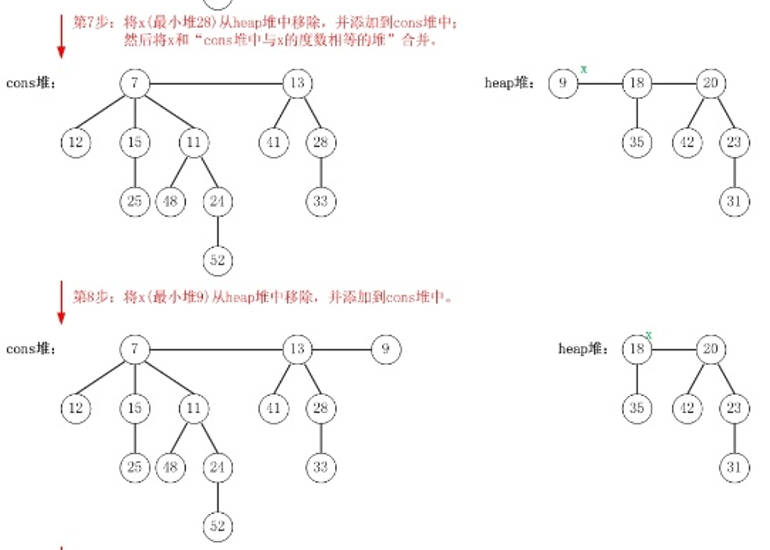 第7步：将x(最小堆28)从heap堆中移除，并添加到cons堆中；
然后将x和“cons堆中与x的度数相等的堆”合并。
cons堆： 7 13 heap堆： 9 x 18 20
12 15 11 41 28 35 42 23
25 48 24 33 31
52
第8步：将x(最小堆9)从heap堆中移除，并添加到cons堆中。
cons堆： 7 13 9 heap堆： 18 x 20
12 15 11 41 28 35 42 23
25 48 24 33 31
52